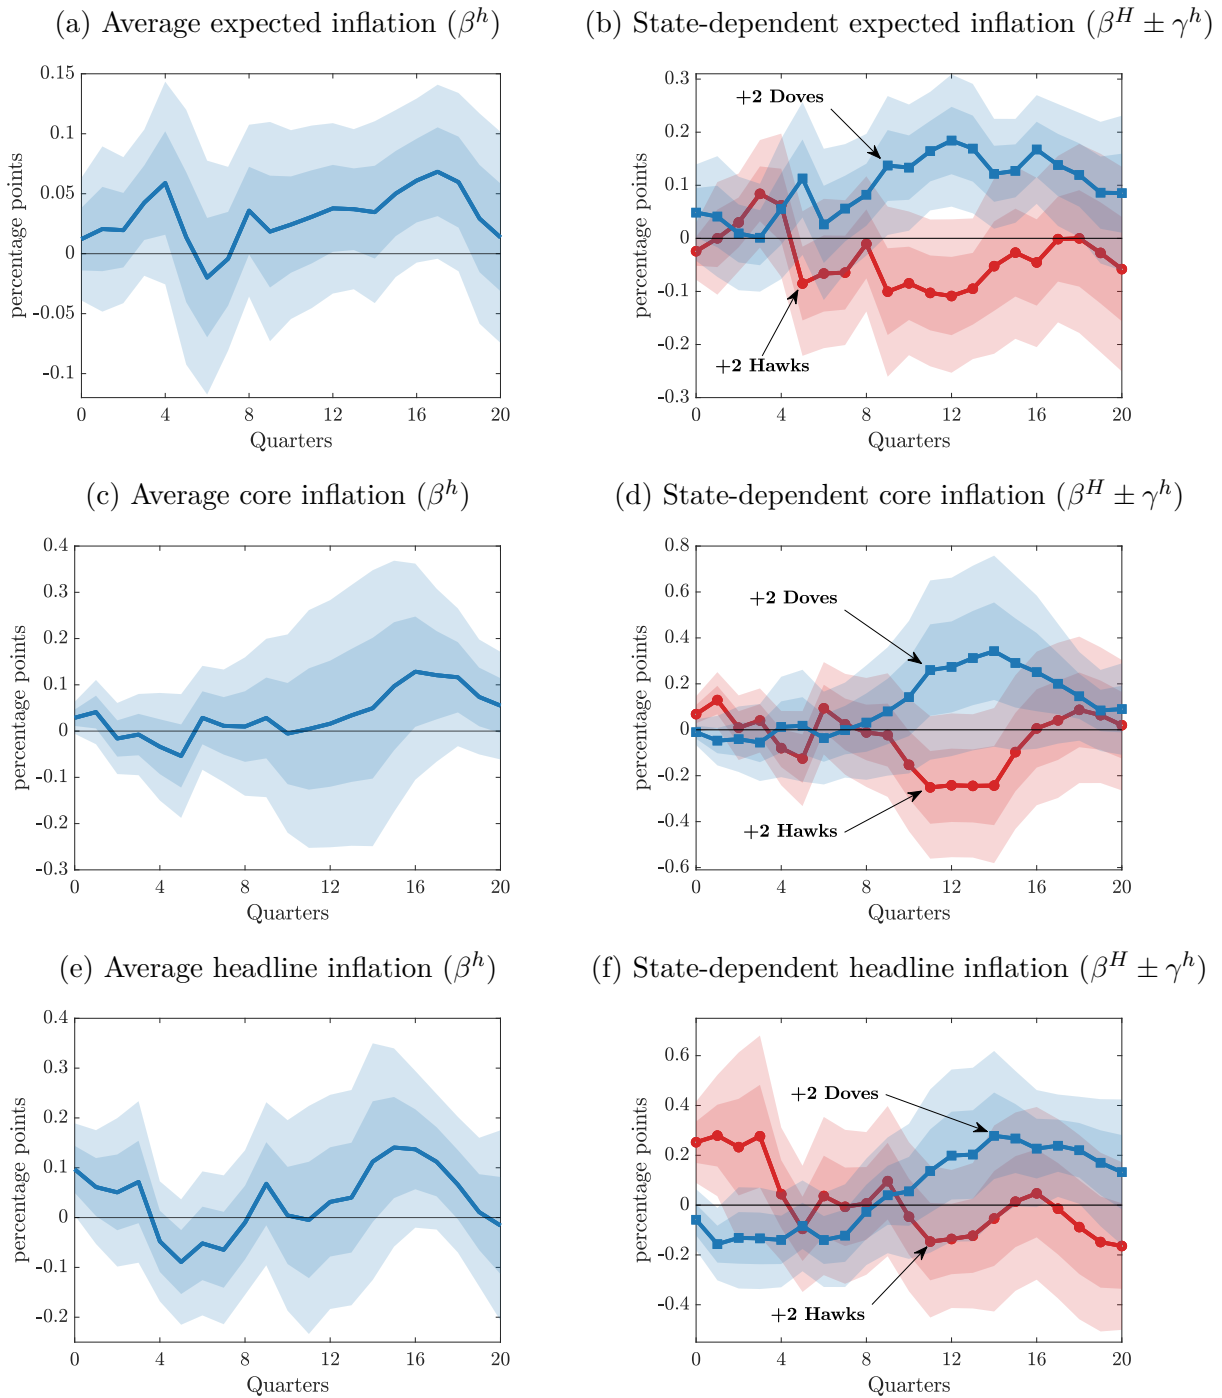 (a) Average expected inflation (β^h)
0.15
0.1
0.05
0
-0.05
-0.1
percentage points
0 4 8 12 16 20
Quarters
(b) State-dependent expected inflation (β^H ± γ^h)
0.3
0.2
0.1
0
-0.1
-0.2
-0.3
percentage points
+2 Doves
+2 Hawks
0 4 8 12 16 20
Quarters
(c) Average core inflation (β^h)
0.4
0.3
0.2
0.1
0
-0.1
-0.2
-0.3
percentage points
0 4 8 12 16 20
Quarters
(d) State-dependent core inflation (β^H ± γ^h)
0.8
0.6
0.4
0.2
0
-0.2
-0.4
-0.6
percentage points
+2 Doves
+2 Hawks
0 4 8 12 16 20
Quarters
(e) Average headline inflation (β^h)
0.4
0.3
0.2
0.1
0
-0.1
-0.2
percentage points
0 4 8 12 16 20
Quarters
(f) State-dependent headline inflation (β^H ± γ^h)
0.6
0.4
0.2
0
-0.2
-0.4
percentage points
+2 Doves
+2 Hawks
0 4 8 12 16 20
Quarters